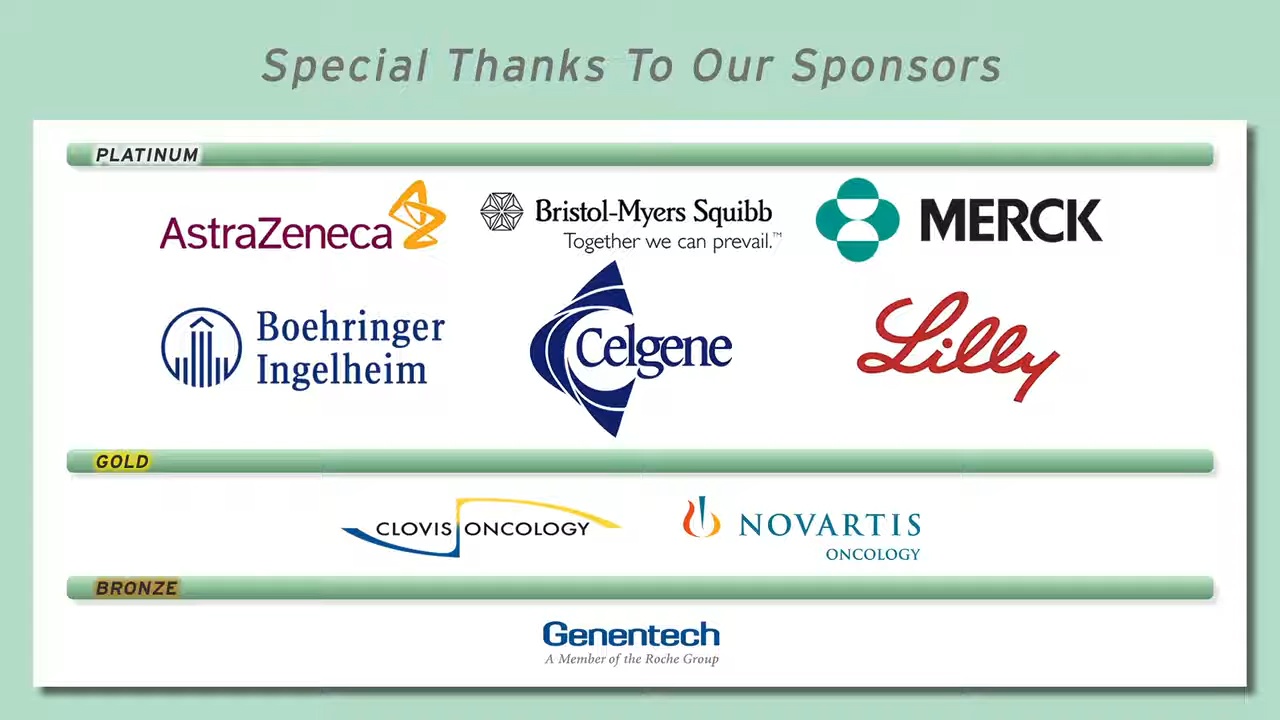 Special Thanks To Our Sponsors
PLATINUM
AstraZeneca
Bristol-Myers Squibb
Together we can prevail.™
MERCK
Boehringer
Ingelheim
Celgene
Lilly
GOLD
CLOVIS ONCOLOGY
NOVARTIS
ONCOLOGY
BRONZE
Genentech
A Member of the Roche Group